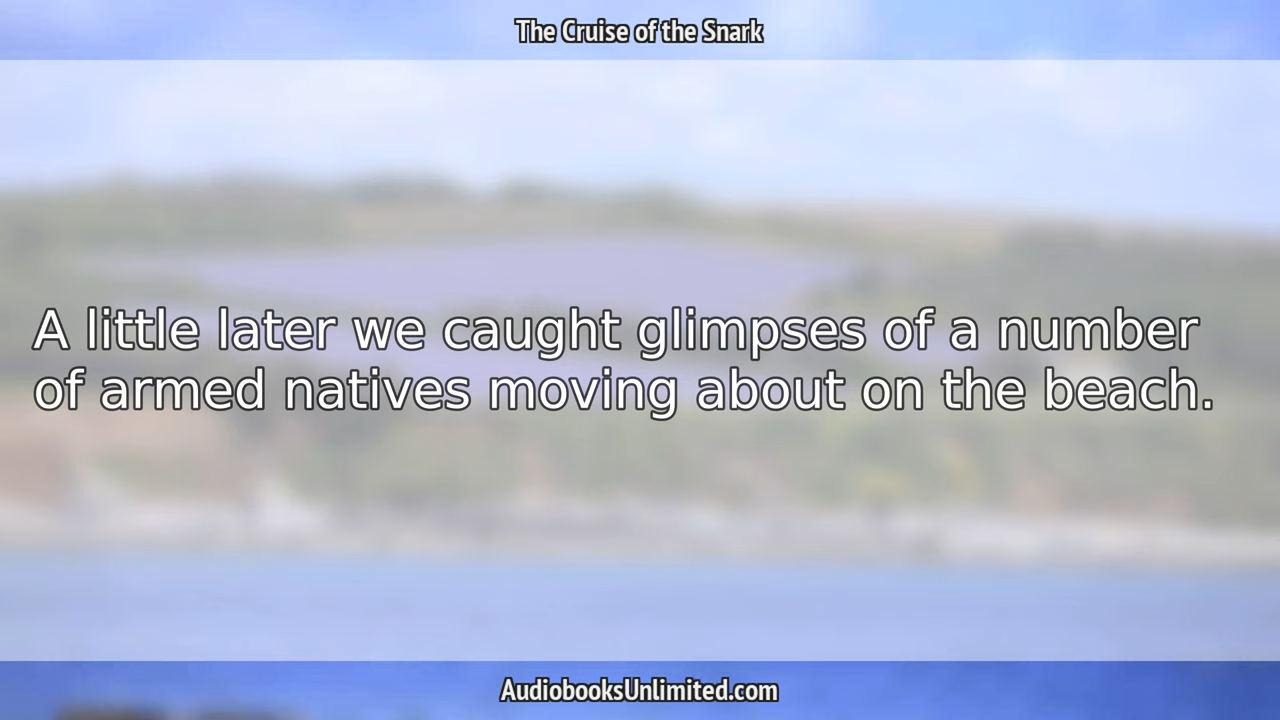 The Cruise of the Snark
A little later we caught glimpses of a number
of armed natives moving about on the beach.
AudiobooksUnlimited.com